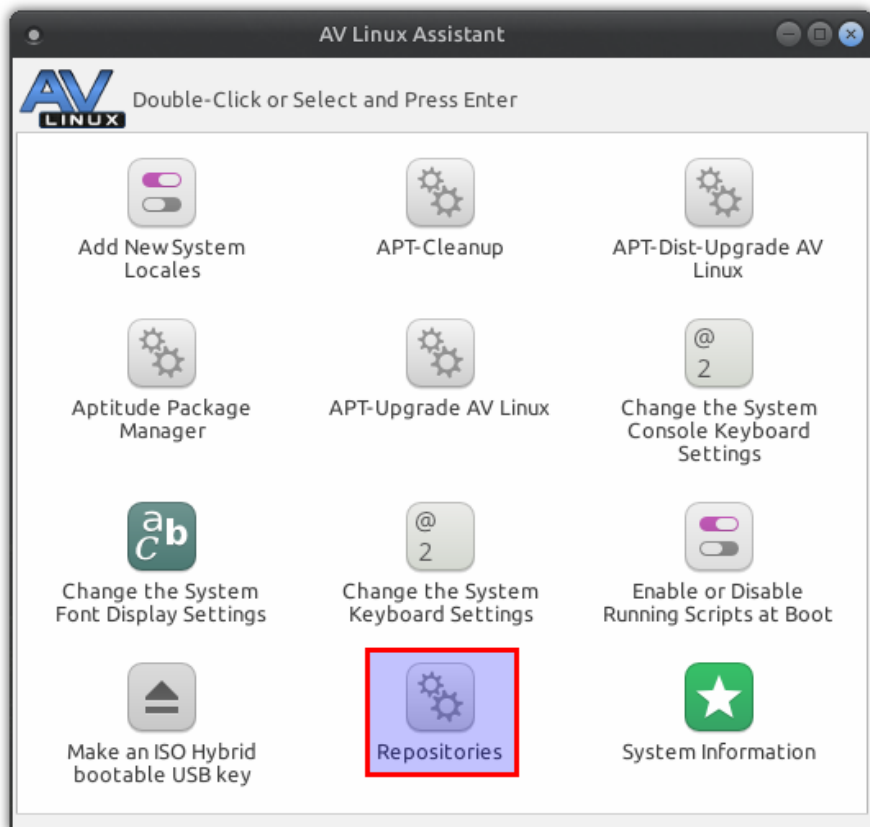 AV Linux Assistant
AV
LINUX
Double-Click or Select and Press Enter
Add New System
Locales
APT-Cleanup
APT-Dist-Upgrade AV
Linux
Aptitude Package
Manager
APT-Upgrade AV Linux
@
2
Change the System
Console Keyboard
Settings
a
b
C
Change the System
Font Display Settings
@
2
Change the System
Keyboard Settings
Enable or Disable
Running Scripts at Boot
Make an ISO Hybrid
bootable USB key
Repositories
System Information